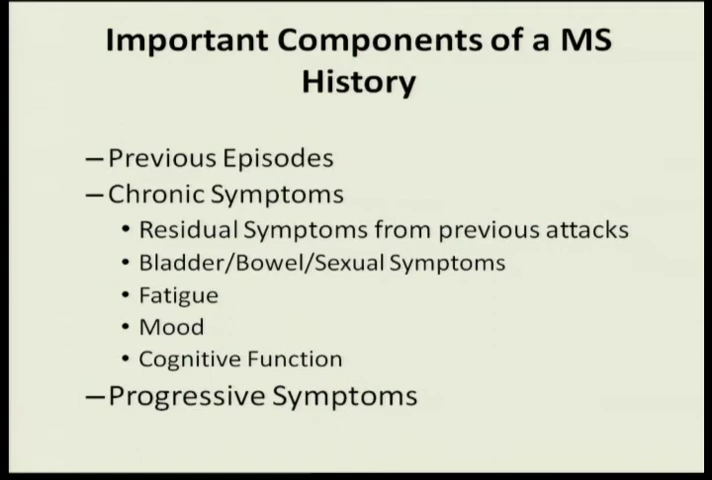 Important Components of a MS
History
–Previous Episodes
–Chronic Symptoms
• Residual Symptoms from previous attacks
• Bladder/Bowel/Sexual Symptoms
• Fatigue
• Mood
• Cognitive Function
–Progressive Symptoms